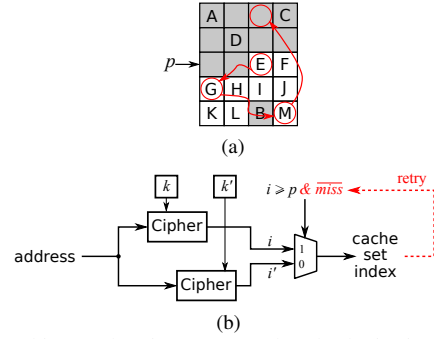 A C
D
p E F
G H I J
K L B M
(a)
k k'
i ⩾ p & miss retry
Cipher
i
1
address cache
set
index
0
i'
Cipher
(b)